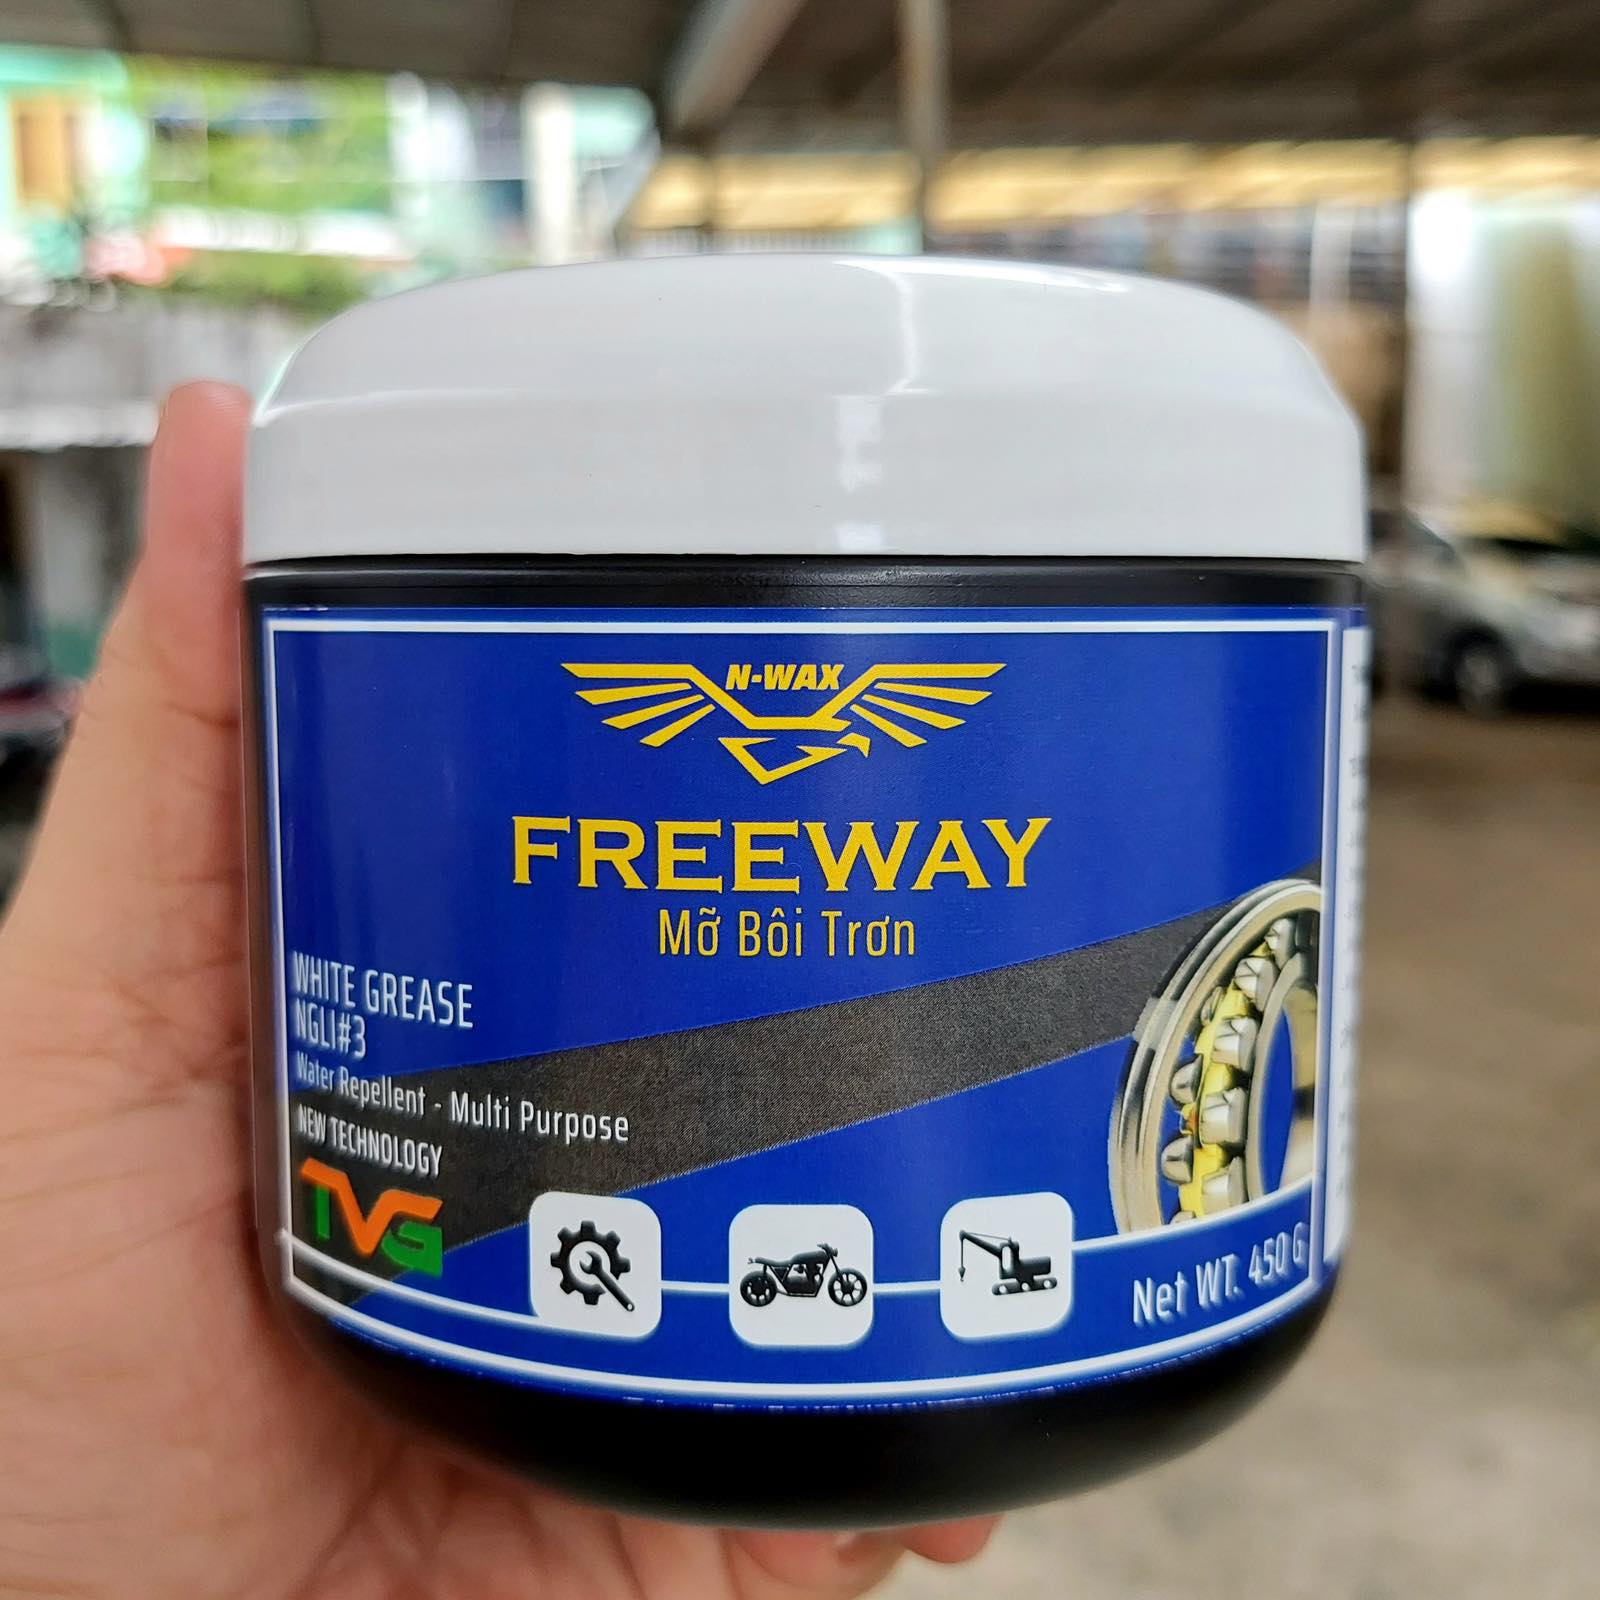 N-WAX
FREEWAY
Mỡ Bôi Trơn
WHITE GREASE
NGLI#3
Water Repellent - Multi Purpose
NEW TECHNOLOGY
TVG
Net WT. 450 G